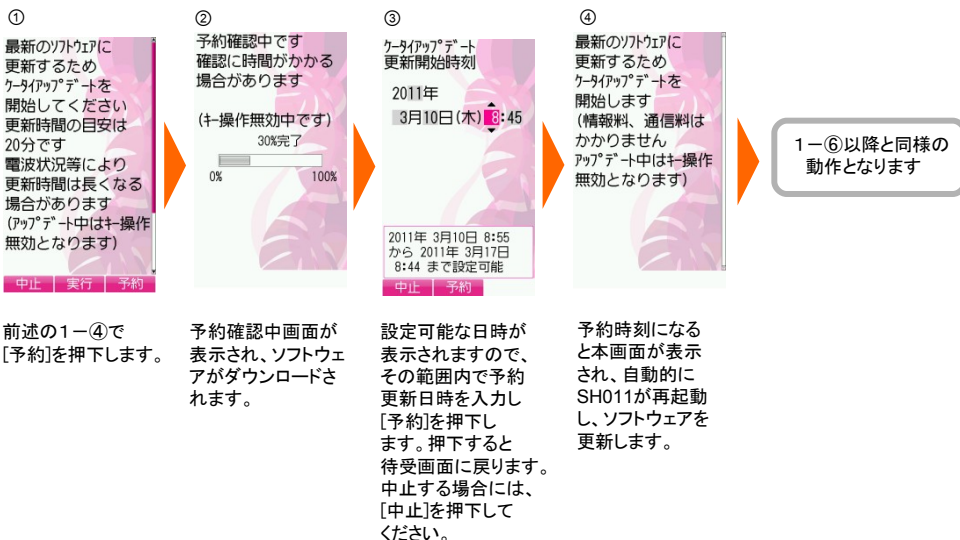 ①
最新のｿﾌﾄｳｪｱに
更新するため
ｹｰﾀｲｱｯﾌﾟﾃﾞｰﾄを
開始してください
更新時間の目安は
20分です
電波状況等により
更新時間は長くなる
場合があります
(ｱｯﾌﾟﾃﾞｰﾄ中はｷｰ操作
無効となります)
中止 実行 予約
前述の1－④で
[予約]を押下します。
②
予約確認中です
確認に時間がかかる
場合があります
(ｷｰ操作無効中です)
30%完了
0% 100%
予約確認中画面が
表示され、ソフトウェ
アがダウンロードさ
れます。
③
ｹｰﾀｲｱｯﾌﾟﾃﾞｰﾄ
更新開始時刻
2011年
3月10日(木) 8:45
2011年 3月10日 8:55
から 2011年 3月17日
8:44 まで設定可能
中止 予約
設定可能な日時が
表示されますので、
その範囲内で予約
更新日時を入力し
[予約]を押下し
ます。押下すると
待受画面に戻ります。
中止する場合には、
[中止]を押下して
ください。
④
最新のｿﾌﾄｳｪｱに
更新するため
ｹｰﾀｲｱｯﾌﾟﾃﾞｰﾄを
開始します
(情報料、通信料は
かかりません
ｱｯﾌﾟﾃﾞｰﾄ中はｷｰ操作
無効となります)
予約時刻になる
と本画面が表示
され、自動的に
SH011が再起動
し、ソフトウェアを
更新します。
1－⑥以降と同様の
動作となります